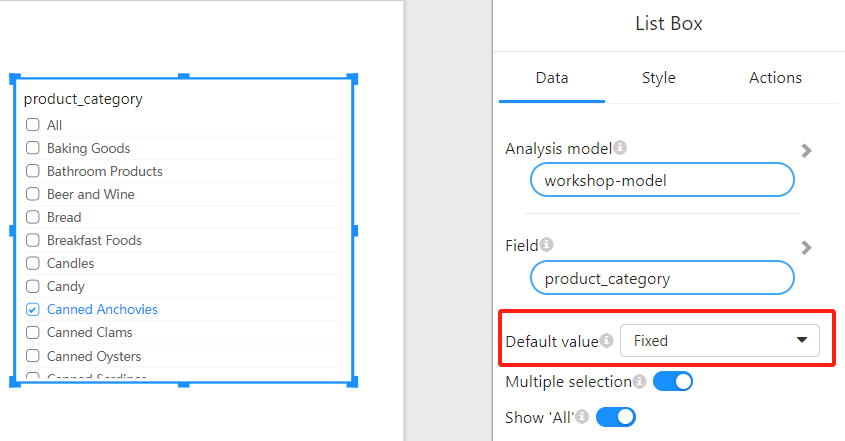 product_category
All
Baking Goods
Bathroom Products
Beer and Wine
Bread
Breakfast Foods
Candles
Candy
Canned Anchovies
Canned Clams
Canned Oysters
Canned Sardines
List Box
Data Style Actions
Analysis model
workshop-model
Field
product_category
Default value Fixed
Multiple selection
Show 'All'